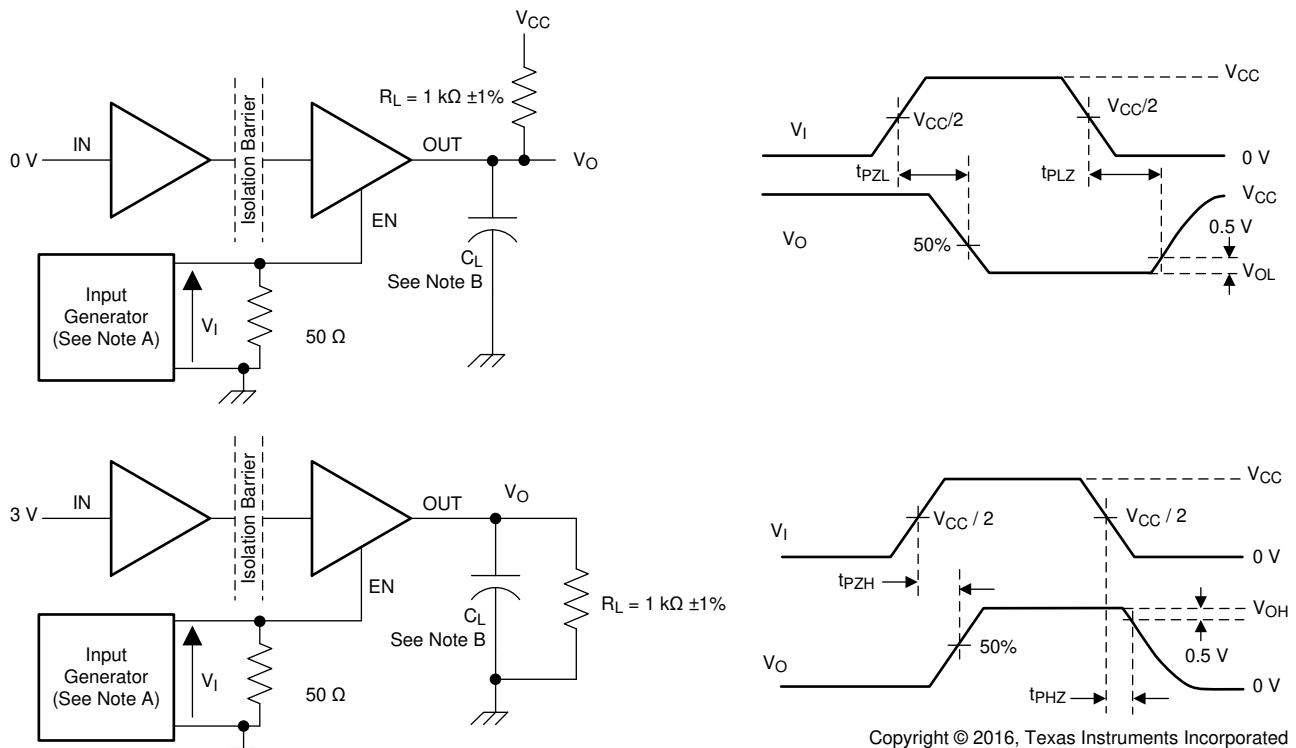 VCC
RL = 1 kΩ ±1%
IN
OUT
0 V
VO
Isolation Barrier
EN
CL
See Note B
Input
Generator
(See Note A)
VI
50 Ω
VCC
VCC/2
VCC/2
VI
0 V
tPZL
tPLZ
VCC
0.5 V
VO
50%
VOL
IN
OUT
VO
3 V
Isolation Barrier
EN
CL
See Note B
RL = 1 kΩ ±1%
Input
Generator
(See Note A)
VI
50 Ω
VCC
VI
VCC / 2
VCC / 2
0 V
tPZH
VOH
50%
0.5 V
VO
tPHZ
0 V
Copyright © 2016, Texas Instruments Incorporated